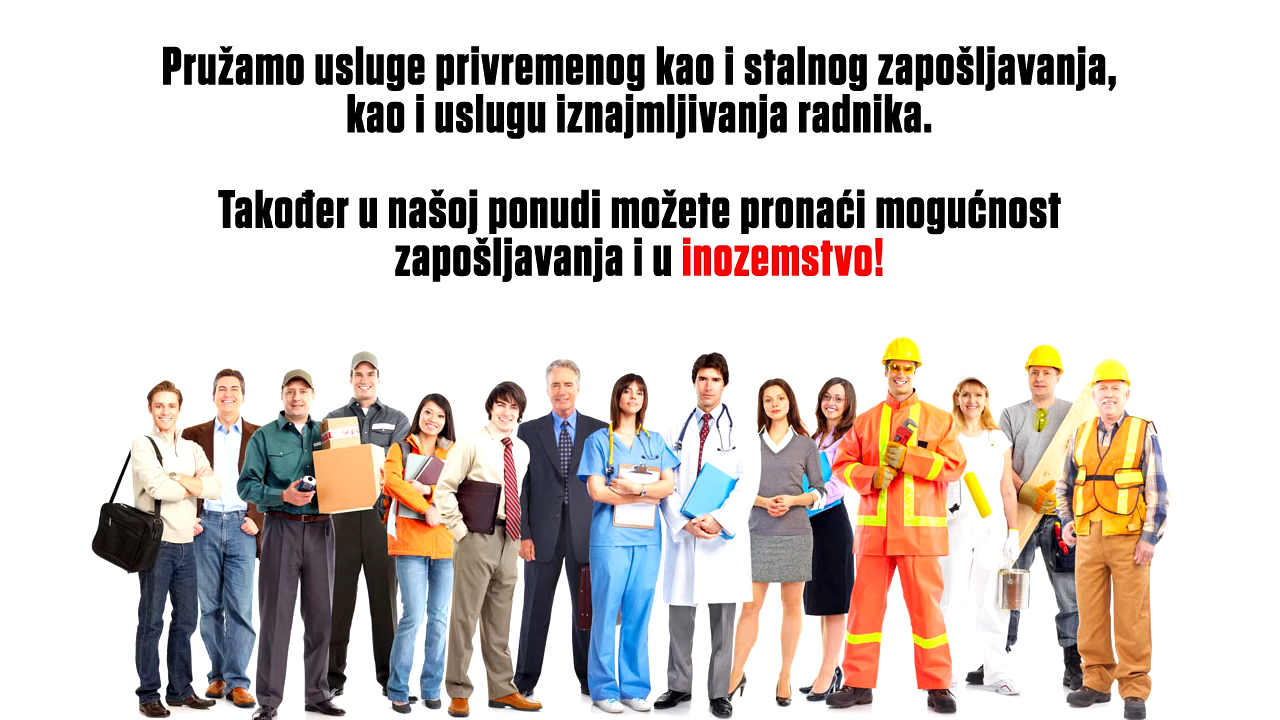 Pružamo usluge privremenog kao i stalnog zapošljavanja,
kao i uslugu iznajmljivanja radnika.
Također u našoj ponudi možete pronaći mogućnost
zapošljavanja i u inozemstvo!